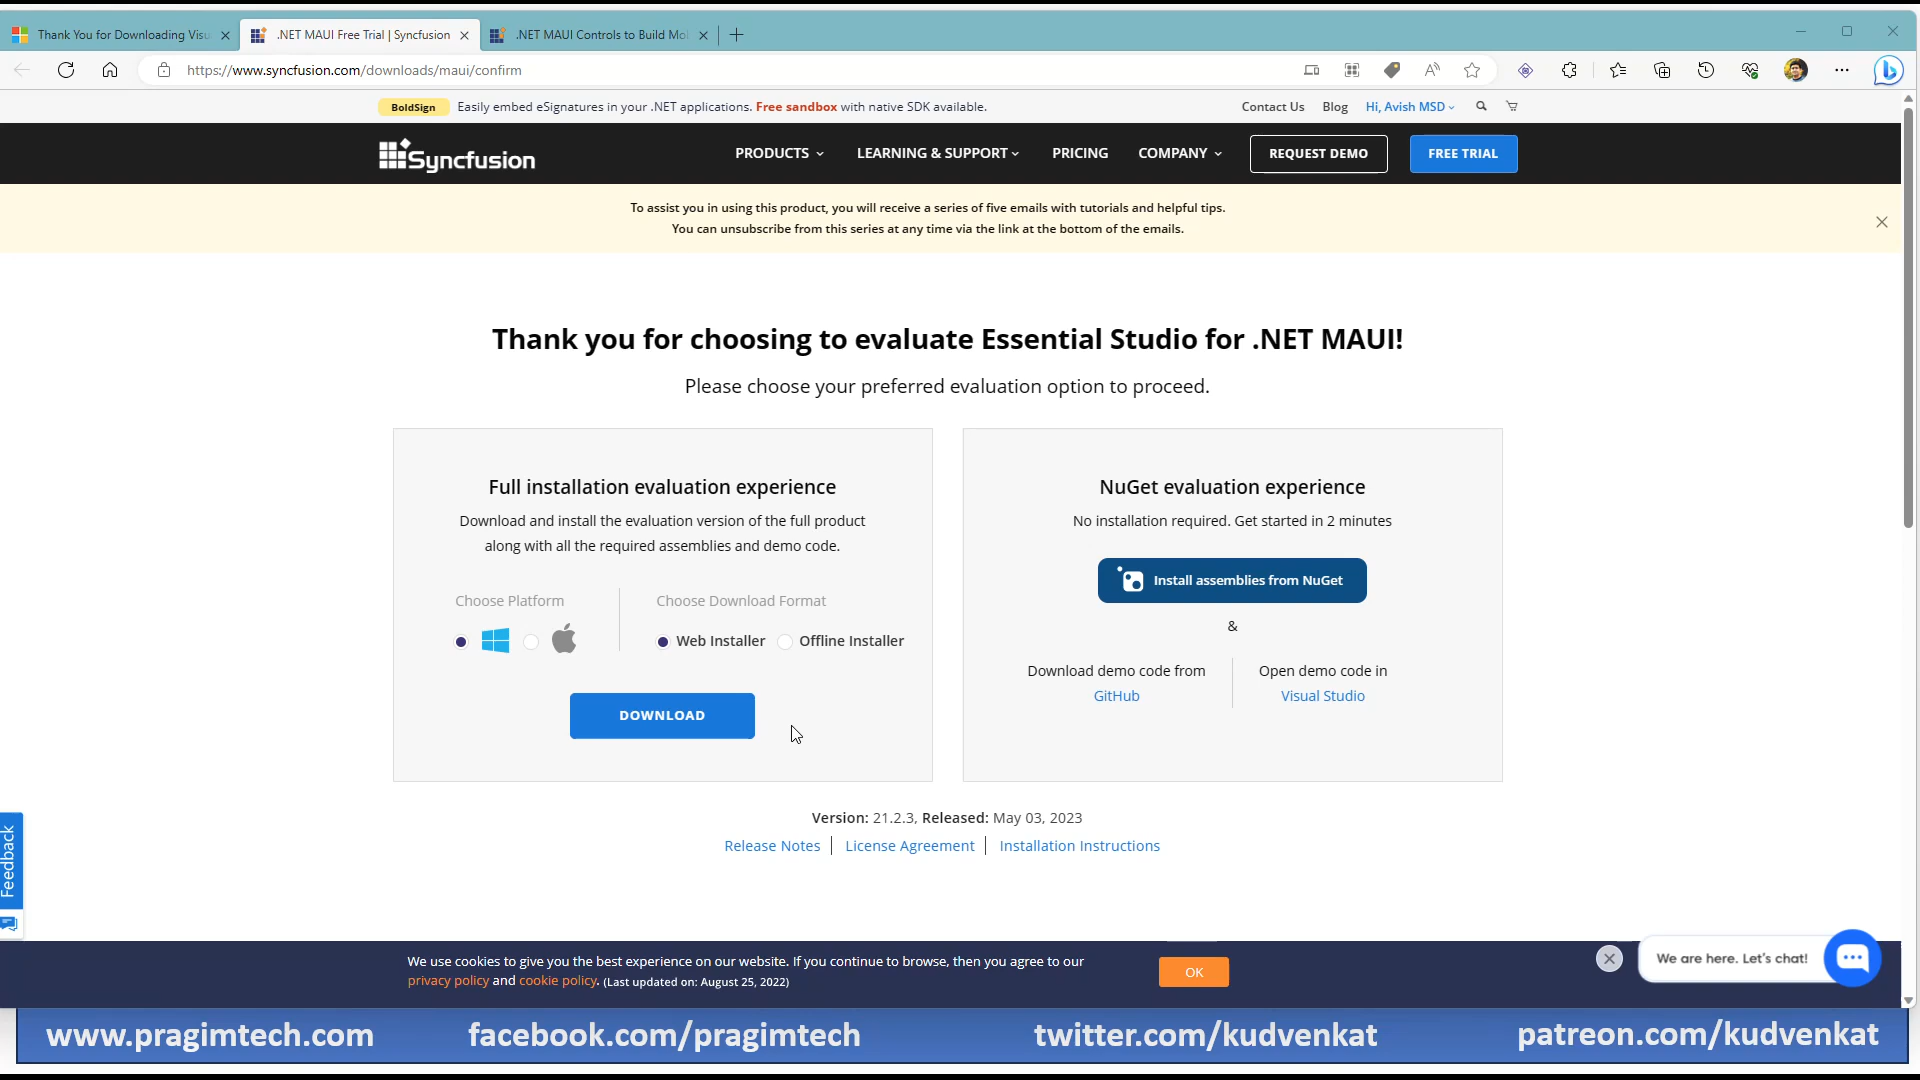 Thank You for Downloading Visu
.NET MAUI Free Trial | Syncfusion
.NET MAUI Controls to Build Mo
https://www.syncfusion.com/downloads/maui/confirm
BoldSign Easily embed eSignatures in your .NET applications. Free sandbox with native SDK available.
Contact Us Blog Hi, Avish MSD
Syncfusion PRODUCTS LEARNING & SUPPORT PRICING COMPANY REQUEST DEMO FREE TRIAL
To assist you in using this product, you will receive a series of five emails with tutorials and helpful tips.
You can unsubscribe from this series at any time via the link at the bottom of the emails.
Thank you for choosing to evaluate Essential Studio for .NET MAUI!
Please choose your preferred evaluation option to proceed.
Full installation evaluation experience
Download and install the evaluation version of the full product
along with all the required assemblies and demo code.
Choose Platform
Choose Download Format
Web Installer Offline Installer
DOWNLOAD
NuGet evaluation experience
No installation required. Get started in 2 minutes
Install assemblies from NuGet
&
Download demo code from
GitHub
Open demo code in
Visual Studio
Version: 21.2.3, Released: May 03, 2023
Release Notes License Agreement Installation Instructions
Feedback
We use cookies to give you the best experience on our website. If you continue to browse, then you agree to our
privacy policy and cookie policy. (Last updated on: August 25, 2022)
OK
We are here. Let's chat!
www.pragimtech.com facebook.com/pragimtech twitter.com/kudvenkat patreon.com/kudvenkat